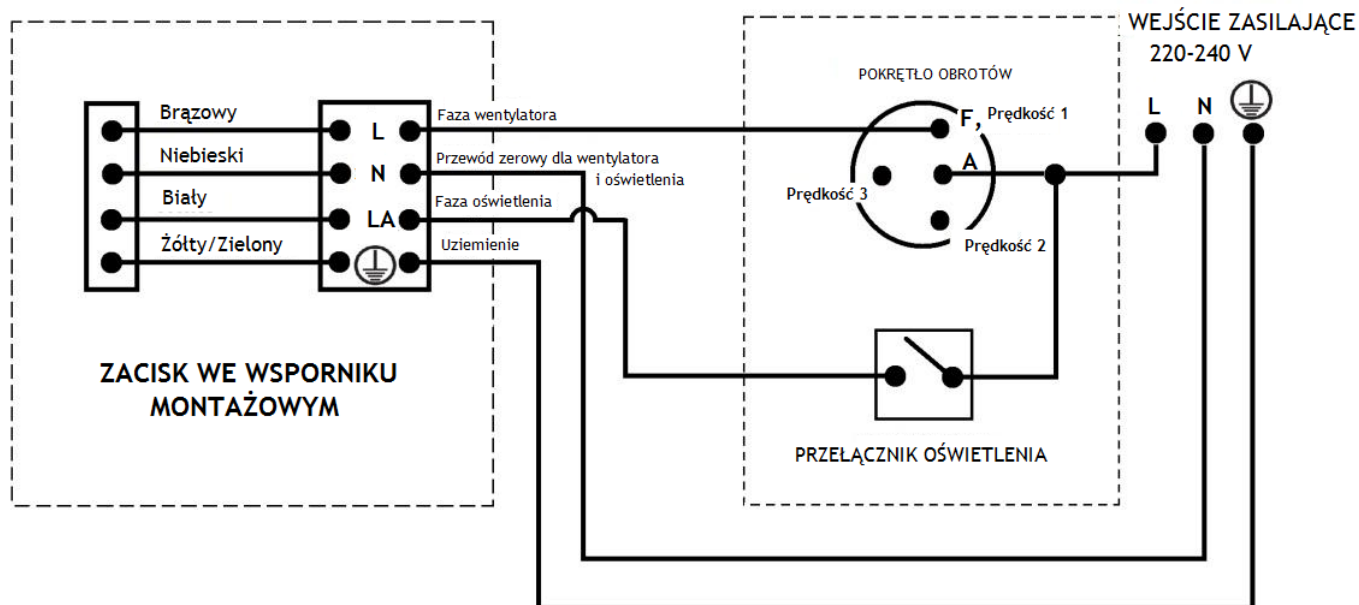 WEJŚCIE ZASILAJĄCE
220-240 V
L N
POKRĘTŁO OBROTÓW
F, Prędkość 1
A
Prędkość 3
Prędkość 2
Brązowy
Niebieski
Biały
Żółty/Zielony
L
N
LA
Faza wentylatora
Przewód zerowy dla wentylatora
i oświetlenia
Faza oświetlenia
Uziemienie
ZACISK WE WSPORNIKU
MONTAŻOWYM
PRZEŁĄCZNIK OŚWIETLENIA